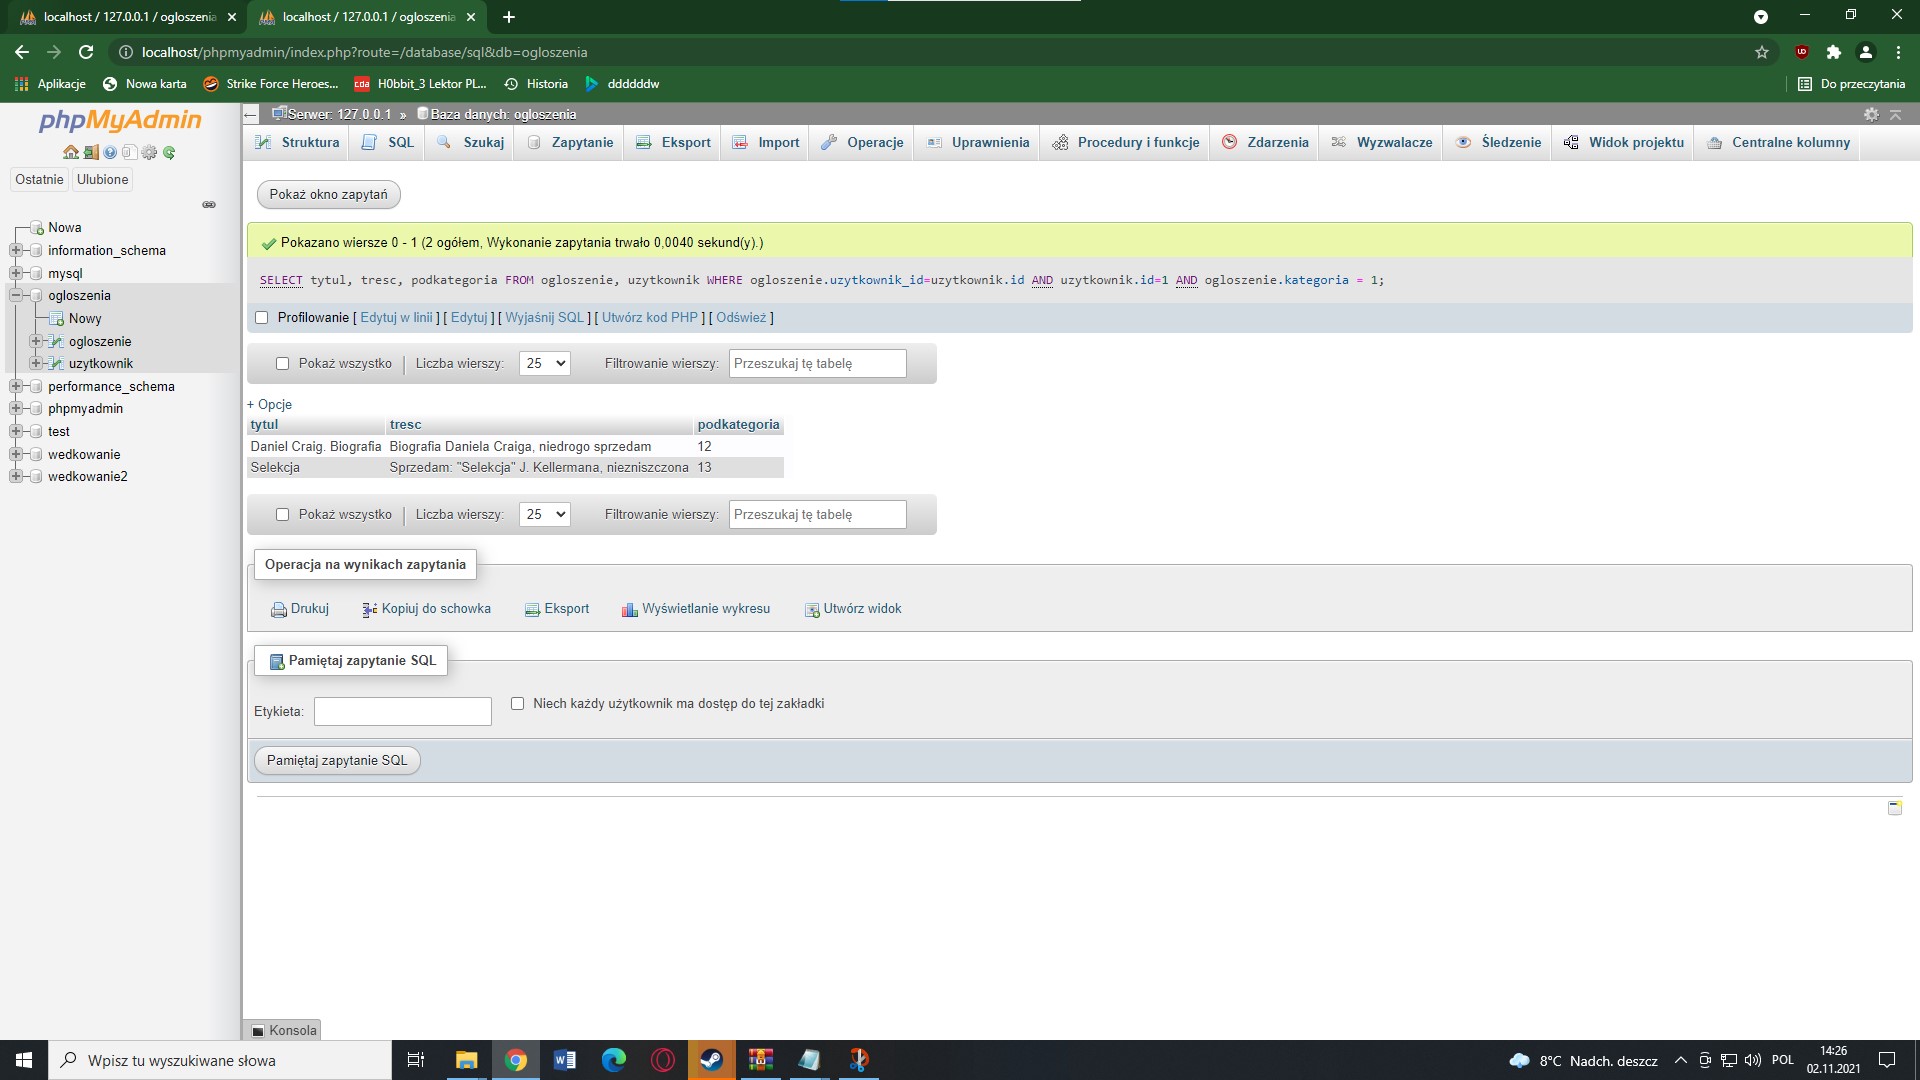 localhost / 127.0.0.1 / ogloszenia
localhost / 127.0.0.1 / ogloszenia
localhost/phpmyadmin/index.php?route=/database/sql&db=ogloszenia
Aplikacje Nowa karta Strike Force Heroes... H0bbit_3 Lektor PL... Historia ddddddw Do przeczytania
phpMyAdmin
Ostatnie Ulubione
Nowa
information_schema
mysql
ogloszenia
Nowy
ogloszenie
uzytkownik
performance_schema
phpmyadmin
test
wedkowanie
wedkowanie2
Serwer: 127.0.0.1 » Baza danych: ogloszenia
Struktura SQL Szukaj Zapytanie Eksport Import Operacje Uprawnienia Procedury i funkcje Zdarzenia Wyzwalacze Śledzenie Widok projektu Centralne kolumny
Pokaż okno zapytań
Pokazano wiersze 0 - 1 (2 ogółem, Wykonanie zapytania trwało 0,0040 sekund(y).)
SELECT tytul, tresc, podkategoria FROM ogloszenie, uzytkownik WHERE ogloszenie.uzytkownik_id=uzytkownik.id AND uzytkownik.id=1 AND ogloszenie.kategoria = 1;
Profilowanie [ Edytuj w linii ] [ Edytuj ] [ Wyjaśnij SQL ] [ Utwórz kod PHP ] [ Odśwież ]
Pokaż wszystko | Liczba wierszy: 25 Filtrowanie wierszy: Przeszukaj tę tabelę
+ Opcje
tytul tresc podkategoria
Daniel Craig. Biografia Biografia Daniela Craiga, niedrogo sprzedam 12
Selekcja Sprzedam: "Selekcja" J. Kellermana, niezniszczona 13
Pokaż wszystko | Liczba wierszy: 25 Filtrowanie wierszy: Przeszukaj tę tabelę
Operacja na wynikach zapytania
Drukuj Kopiuj do schowka Eksport Wyświetlanie wykresu Utwórz widok
Pamiętaj zapytanie SQL
Etykieta: Niech każdy użytkownik ma dostęp do tej zakładki
Pamiętaj zapytanie SQL
Konsola
Wpisz tu wyszukiwane słowa
8°C Nadch. deszcz POL
14:26
02.11.2021